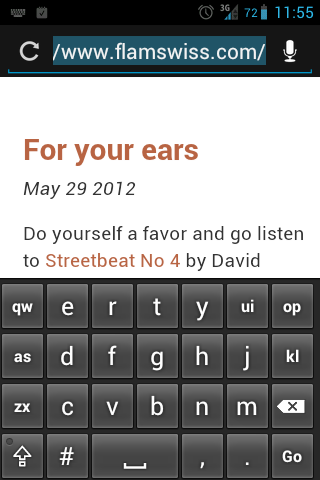 3G 72 11:55
/www.flamswiss.com/
For your ears
May 29 2012
Do yourself a favor and go listen
to Streetbeat No 4 by David
qw e r t y ui op
as d f g h j kl
zx c v b n m
# , . Go